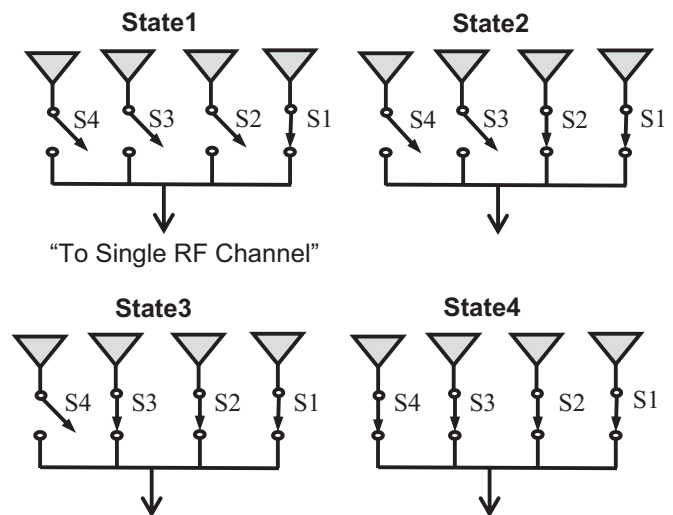 State1 State2
S4 S3 S2 S1 S4 S3 S2 S1
“To Single RF Channel”
State3 State4
S4 S3 S2 S1 S4 S3 S2 S1